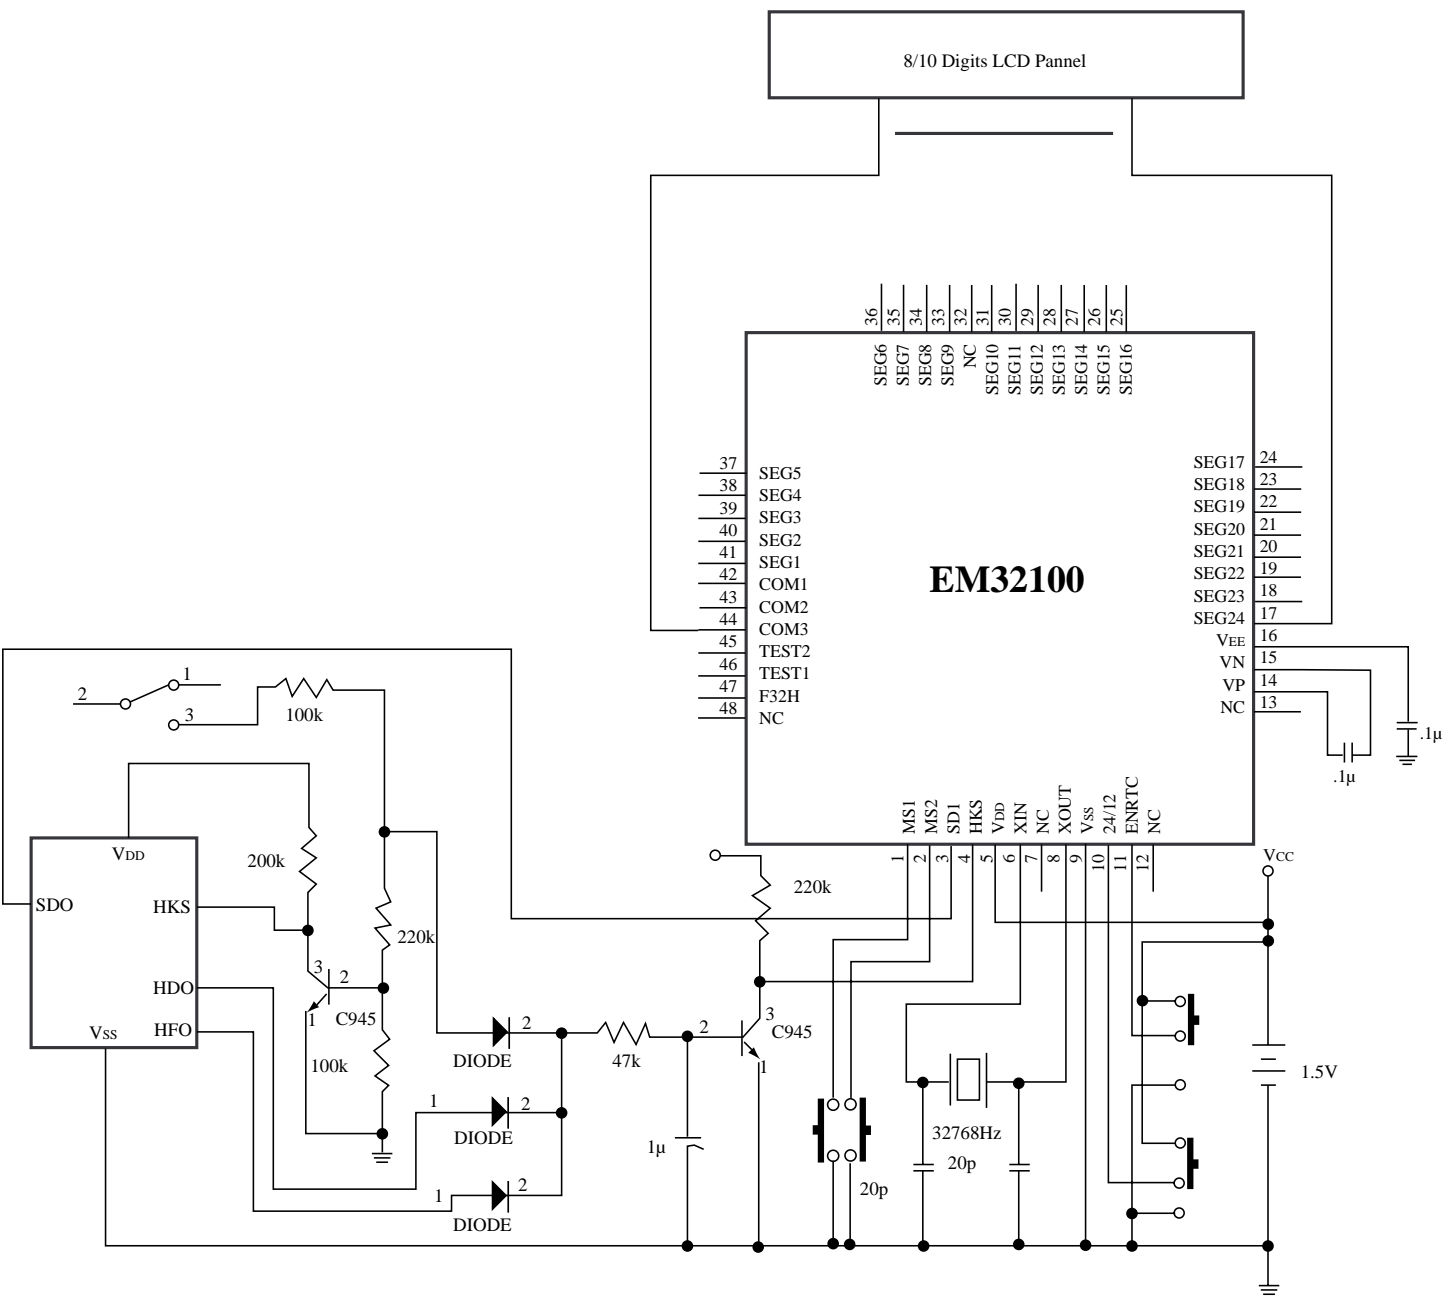 8/10 Digits LCD Pannel
36 35 34 33 32 31 30 29 28 27 26 25
SEG6 SEG7 SEG8 SEG9 NC SEG10 SEG11 SEG12 SEG13 SEG14 SEG15 SEG16
37 SEG5
38 SEG4
39 SEG3
40 SEG2
41 SEG1
42 COM1
43 COM2
44 COM3
45 TEST2
46 TEST1
47 F32H
48 NC
EM32100
SEG17 24
SEG18 23
SEG19 22
SEG20 21
SEG21 20
SEG22 19
SEG23 18
SEG24 17
VEE 16
VN 15
VP 14
NC 13
.1μ
.1μ
MS1 MS2 SD1 HKS VDD XIN NC XOUT VSS 24/12 ENRTC NC
1 2 3 4 5 6 7 8 9 10 11 12
VCC
1
2
3
100k
200k
VDD
SDO
HKS
HDO
HFO
VSS
220k
3
2
1
C945
100k
2
DIODE
1
2
DIODE
1
2
DIODE
47k
1μ
220k
2
3
C945
1
32768Hz
20p
20p
1.5V